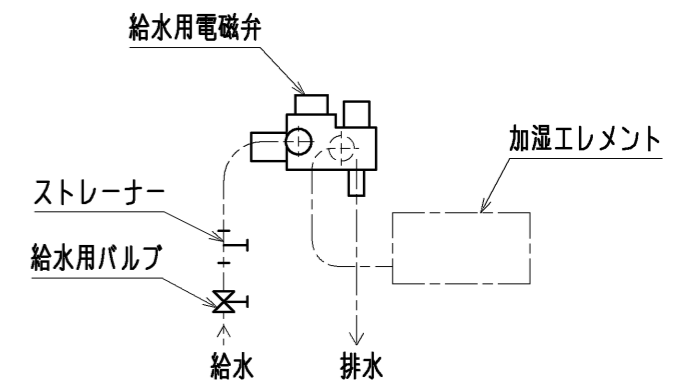 給水用電磁弁
加湿エレメント
ストレーナー
給水用バルブ
給水
排水